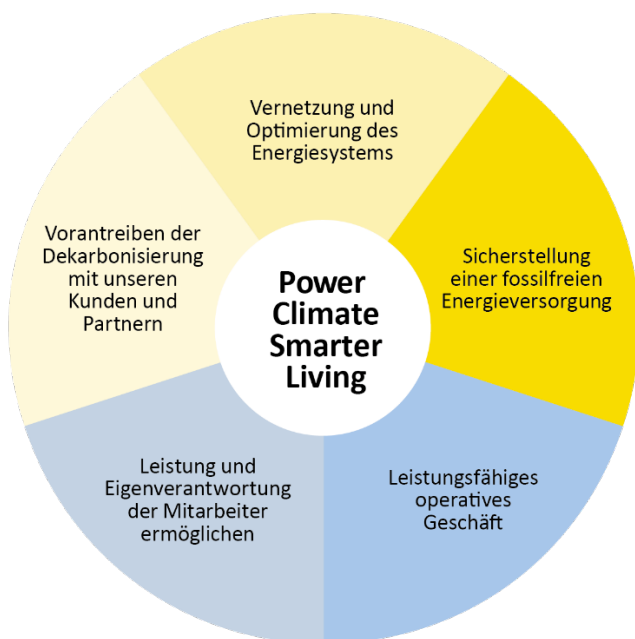 Vernetzung und
Optimierung des
Energiesystems
Sicherstellung
einer fossilfreien
Energieversorgung
Leistungsfähiges
operatives
Geschäft
Leistung und
Eigenverantwortung
der Mitarbeiter
ermöglichen
Vorantreiben der
Dekarbonisierung
mit unseren
Kunden und
Partnern
Power
Climate
Smarter
Living